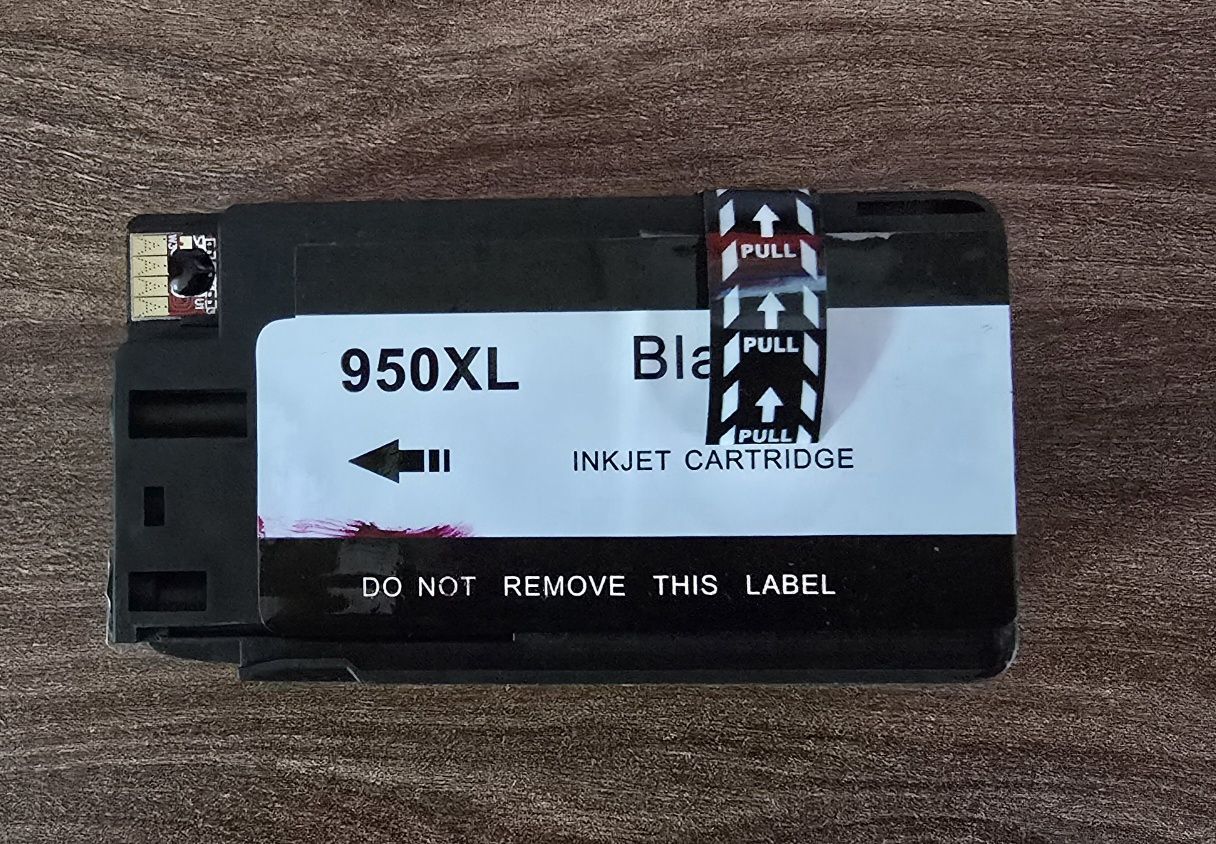 PULL
PULL
PULL
950XL Bla
INKJET CARTRIDGE
DO NOT REMOVE THIS LABEL